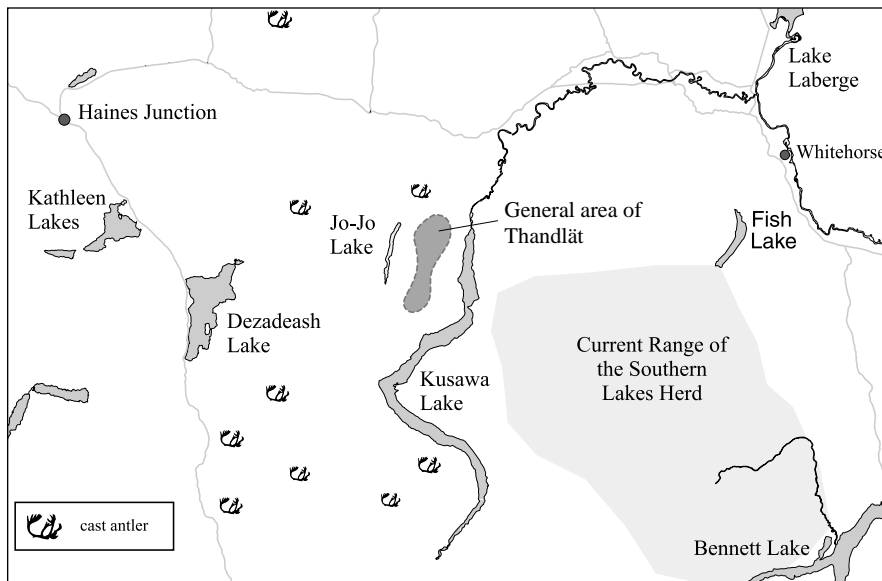 Lake
Laberge
Haines Junction
Whitehorse
Kathleen
Lakes
Jo-Jo
Lake
General area of
Thandlät
Fish
Lake
Dezadeash
Lake
Current Range of
the Southern
Lakes Herd
Kusawa
Lake
cast antler
Bennett Lake